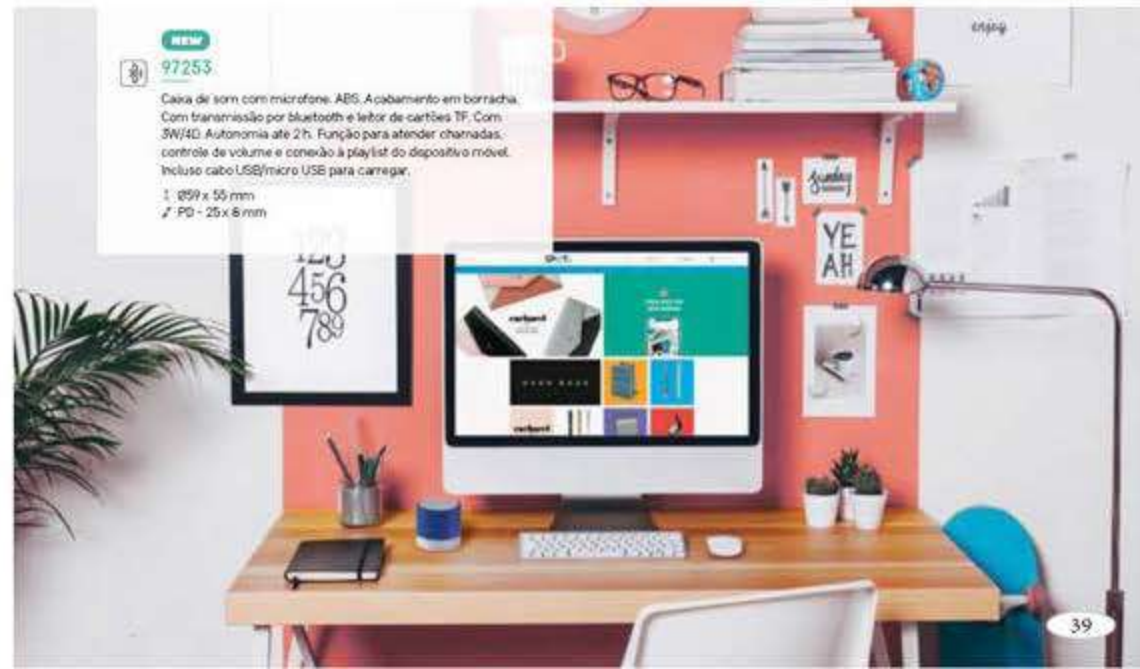 NEW
97253
Caixa de som com microfone. ABS. Acabamento em borracha.
Com transmissão por bluetooth e leitor de cartões TF. Com
3W/4Ω. Autonomia até 2 h. Função para atender chamadas,
controle de volume e conexão à playlist do dispositivo móvel.
Incluso cabo USB/micro USB para carregar.
Ø59 x 55 mm
PD - 25 x 8 mm
enjoy
sunday
YE
AH
123
456
789
cacharel
cacharel
39